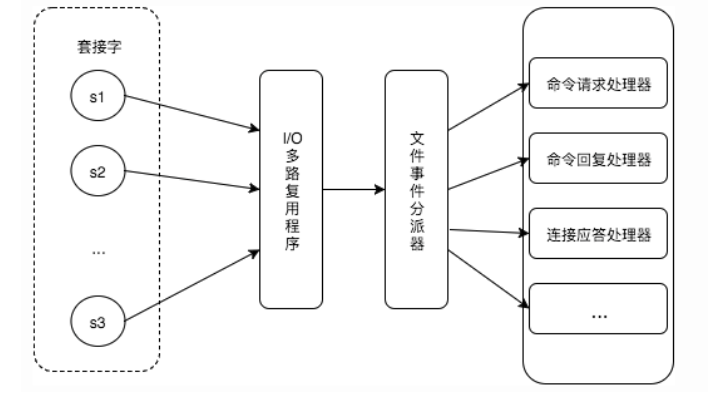 套接字
s1
s2
...
s3
I/O
多
路
复
用
程
序
文
件
事
件
分
派
器
命令请求处理器
命令回复处理器
连接应答处理器
...